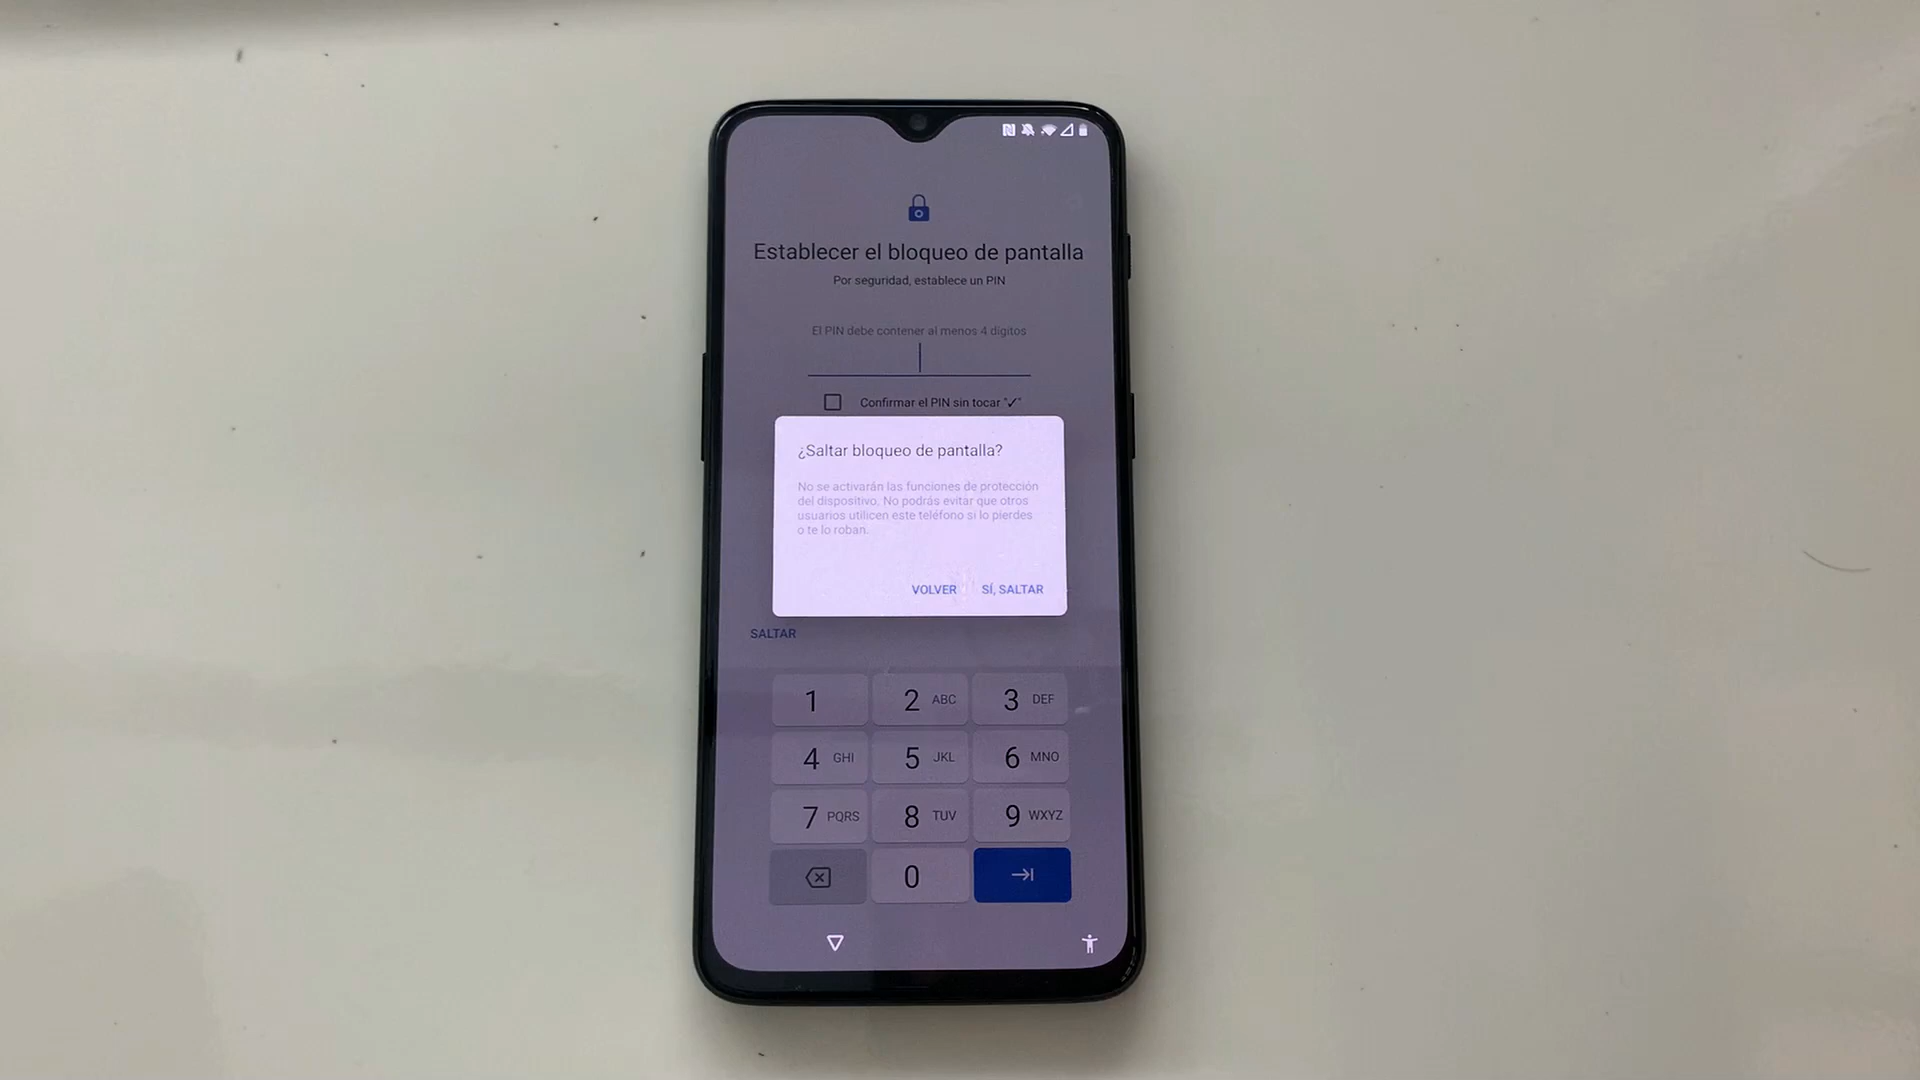 Establecer el bloqueo de pantalla
Por seguridad, establece un PIN
El PIN debe contener al menos 4 dígitos
Confirmar el PIN sin tocar "✓"
¿Saltar bloqueo de pantalla?
No se activarán las funciones de protección
del dispositivo. No podrás evitar que otros
usuarios utilicen este teléfono si lo pierdes
o te lo roban.
VOLVER SÍ, SALTAR
SALTAR
1 2 ABC 3 DEF
4 GHI 5 JKL 6 MNO
7 PQRS 8 TUV 9 WXYZ
0